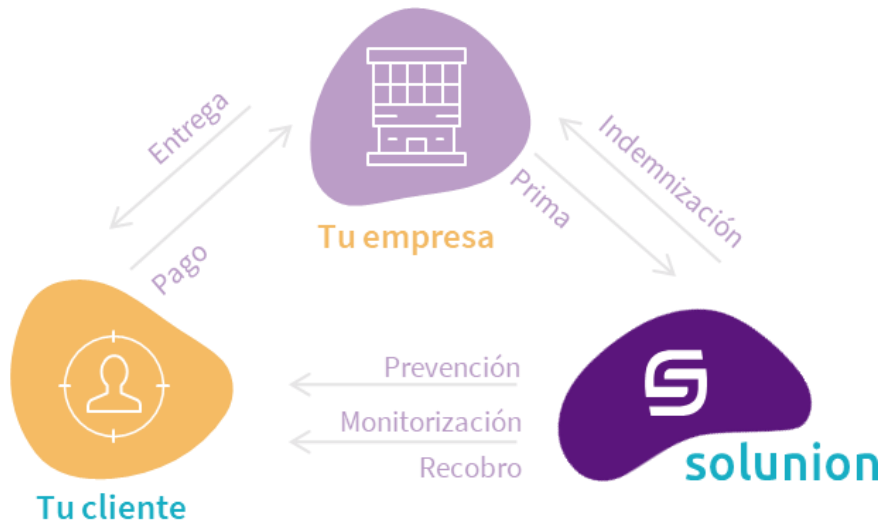 Entrega
Indemnización
Prima
Tu empresa
Pago
Prevención
Monitorización
Recobro
solunion
Tu cliente